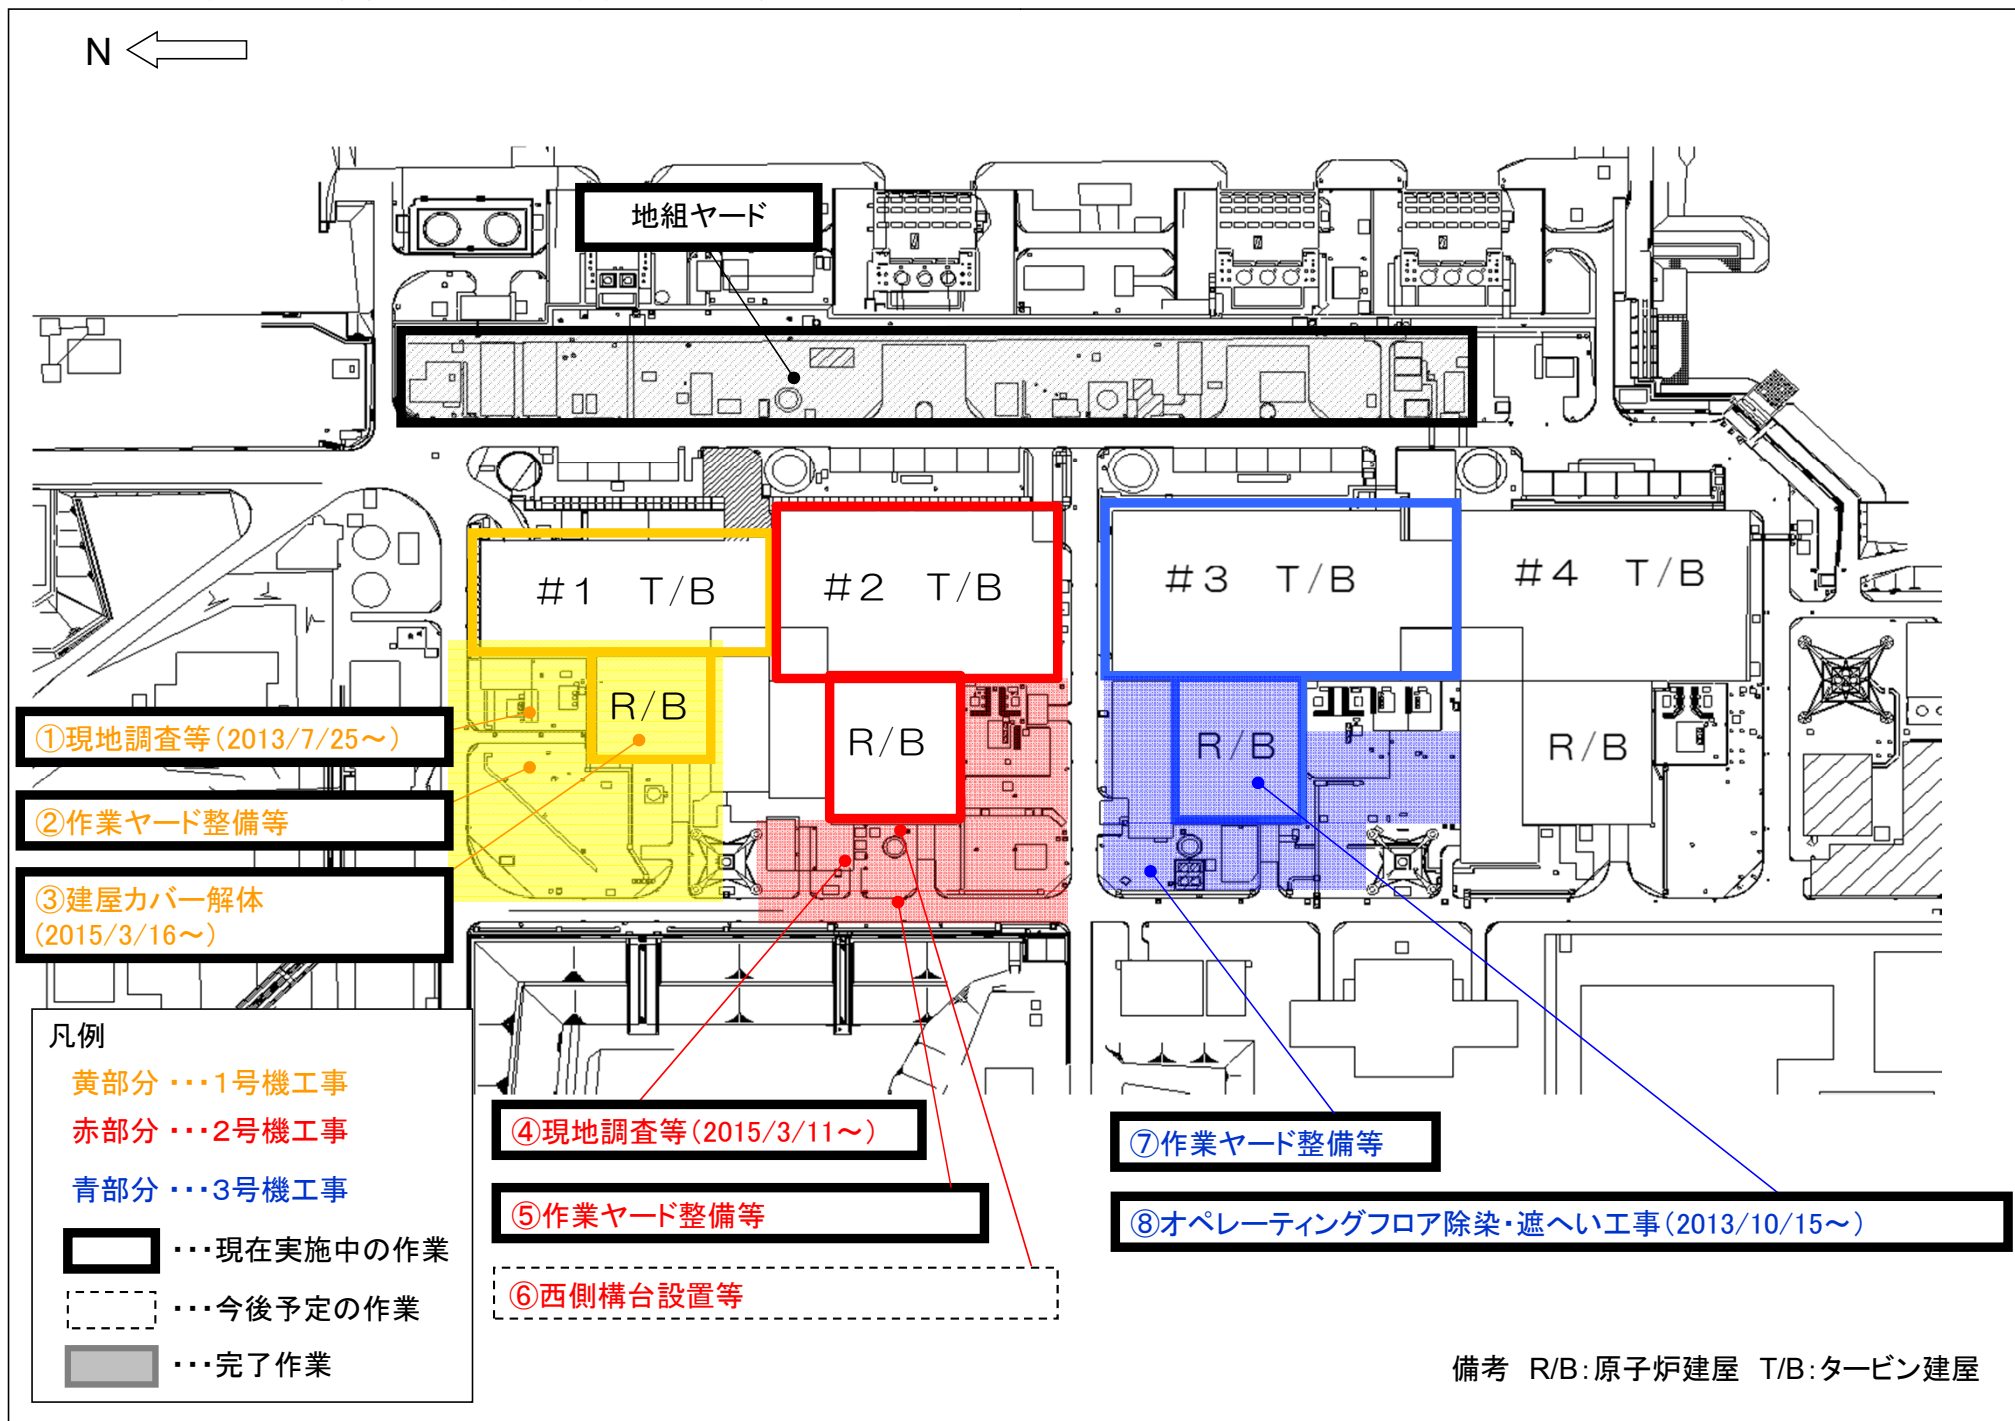 N
地組ヤード
#1 T/B
#2 T/B
#3 T/B
#4 T/B
R/B
R/B
R/B
R/B
①現地調査等(2013/7/25～)
②作業ヤード整備等
③建屋カバー解体
(2015/3/16～)
④現地調査等(2015/3/11～)
⑤作業ヤード整備等
⑥西側構台設置等
⑦作業ヤード整備等
⑧オペレーティングフロア除染・遮へい工事(2013/10/15～)
凡例
黄部分 ・・・1号機工事
赤部分 ・・・2号機工事
青部分 ・・・3号機工事
・・・現在実施中の作業
・・・今後予定の作業
・・・完了作業
備考 R/B:原子炉建屋 T/B:タービン建屋